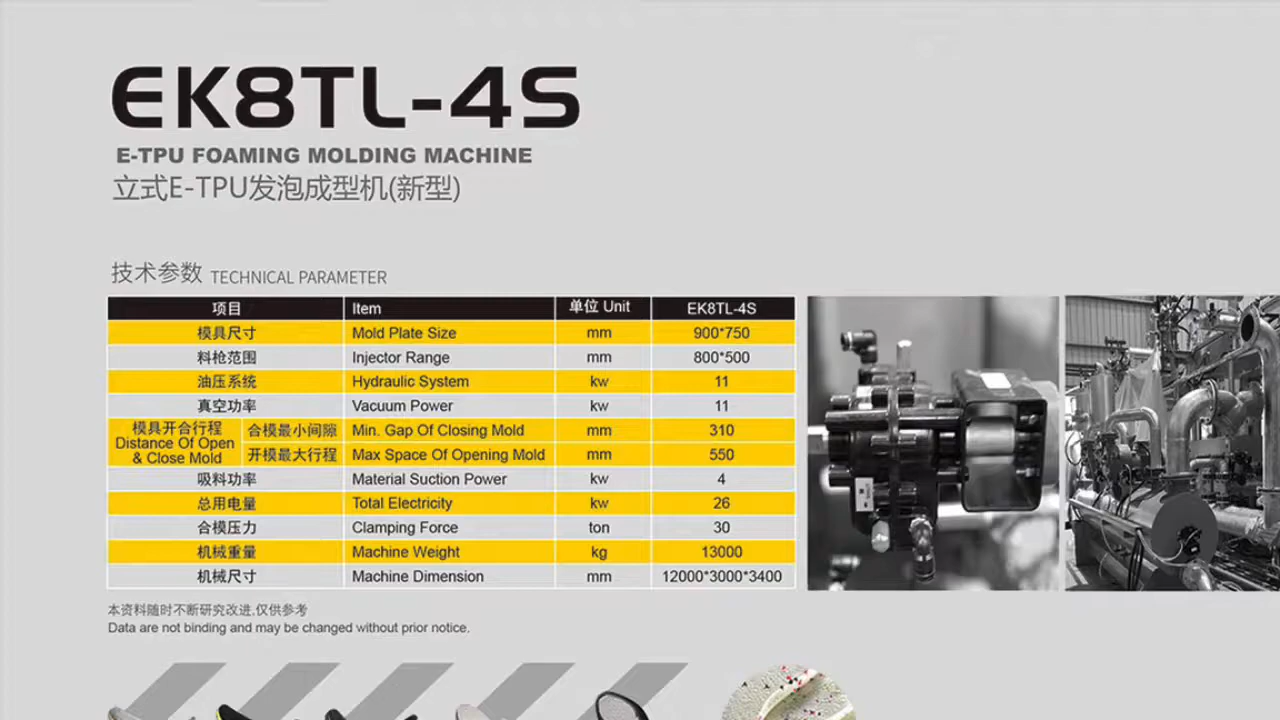 EK8TL-4S
E-TPU FOAMING MOLDING MACHINE
立式E-TPU发泡成型机(新型)
技术参数 TECHNICAL PARAMETER
项目 Item 单位 Unit EK8TL-4S
模具尺寸 Mold Plate Size mm 900*750
料枪范围 Injector Range mm 800*500
油压系统 Hydraulic System kw 11
真空功率 Vacuum Power kw 11
模具开合行程 Distance Of Open & Close Mold 合模最小间隙 Min. Gap Of Closing Mold mm 310
开模最大行程 Max Space Of Opening Mold mm 550
吸料功率 Material Suction Power kw 4
总用电量 Total Electricity kw 26
合模压力 Clamping Force ton 30
机械重量 Machine Weight kg 13000
机械尺寸 Machine Dimension mm 12000*3000*3400
本资料随时不断研究改进,仅供参考
Data are not binding and may be changed without prior notice.